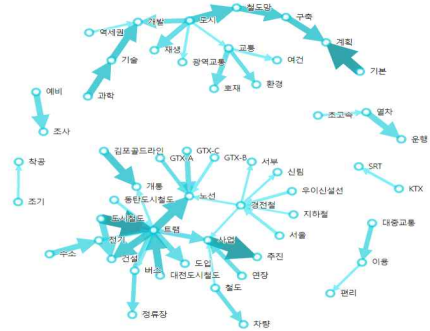 철도망
개발 도시 구축
역세권
재생 교통 계획
광역교통 여건
기술 기본
호재 환경
과학
예비
초고속 열차
조사 운행
김포골드라인 GTX-C
GTX-A GTX-B
착공 서부 SRT
신림
개통
동탄도시철도 노선 우이신설선 KTX
조기 경전철
도시철도 지하철
트램 대중교통
전기 사업 서울
수소 건설 추진
도입 이용
버스 대전도시철도 연장
철도 편리
정류장
차량